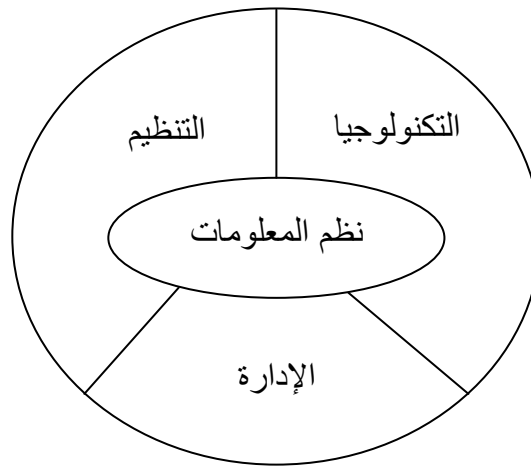 التكنولوجيا
التنظيم
نظم المعلومات
الإدارة